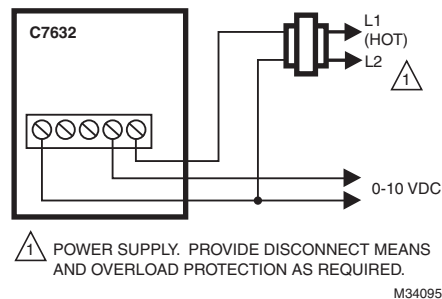 C7632
L1
(HOT)
L2
1
0-10 VDC
1 POWER SUPPLY. PROVIDE DISCONNECT MEANS
AND OVERLOAD PROTECTION AS REQUIRED.
M34095